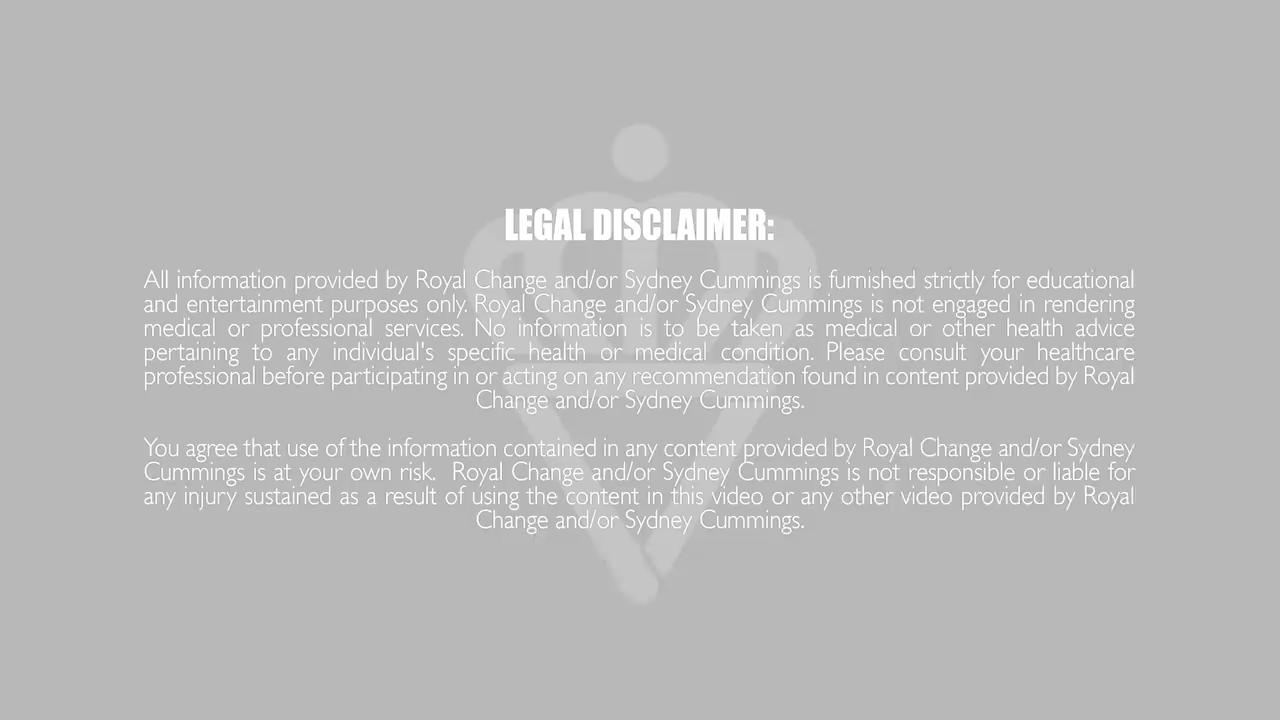 LEGAL DISCLAIMER:
All information provided by Royal Change and/or Sydney Cummings is furnished strictly for educational
and entertainment purposes only. Royal Change and/or Sydney Cummings is not engaged in rendering
medical or professional services. No information is to be taken as medical or other health advice
pertaining to any individual's specific health or medical condition. Please consult your healthcare
professional before participating in or acting on any recommendation found in content provided by Royal
Change and/or Sydney Cummings.
You agree that use of the information contained in any content provided by Royal Change and/or Sydney
Cummings is at your own risk.  Royal Change and/or Sydney Cummings is not responsible or liable for
any injury sustained as a result of using the content in this video or any other video provided by Royal
Change and/or Sydney Cummings.